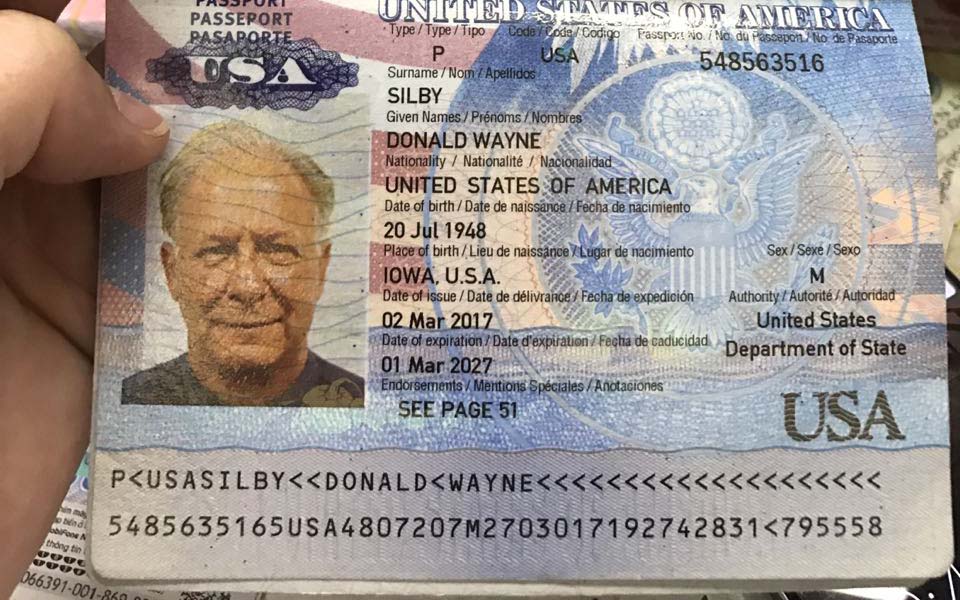 PASSPORT
PASSEPORT
PASAPORTE
USA
UNITED STATES OF AMERICA
Type / Type / Tipo Code / Code / Codigo Passport No. / No. du Passeport / No. de Pasaporte
P USA 548563516
Surname / Nom / Apellidos
SILBY
Given Names / Prénoms / Nombres
DONALD WAYNE
Nationality / Nationalité / Nacionalidad
UNITED STATES OF AMERICA
Date of birth / Date de naissance / Fecha de nacimiento
20 Jul 1948
Place of birth / Lieu de naissance / Lugar de nacimiento Sex / Sexe / Sexo
IOWA, U.S.A. M
Date of issue / Date de délivrance / Fecha de expedición Authority / Autorité / Autoridad
02 Mar 2017 United States
Date of expiration / Date d'expiration / Fecha de caducidad Department of State
01 Mar 2027
Endorsements / Mentions Spéciales / Anotaciones
SEE PAGE 51
USA
P<USASILBY<<DONALD<WAYNE<<<<<<<<<<<<<<<<<<<<
5485635165USA4807207M2703017192742831<795558
thông tin
066391-001-869